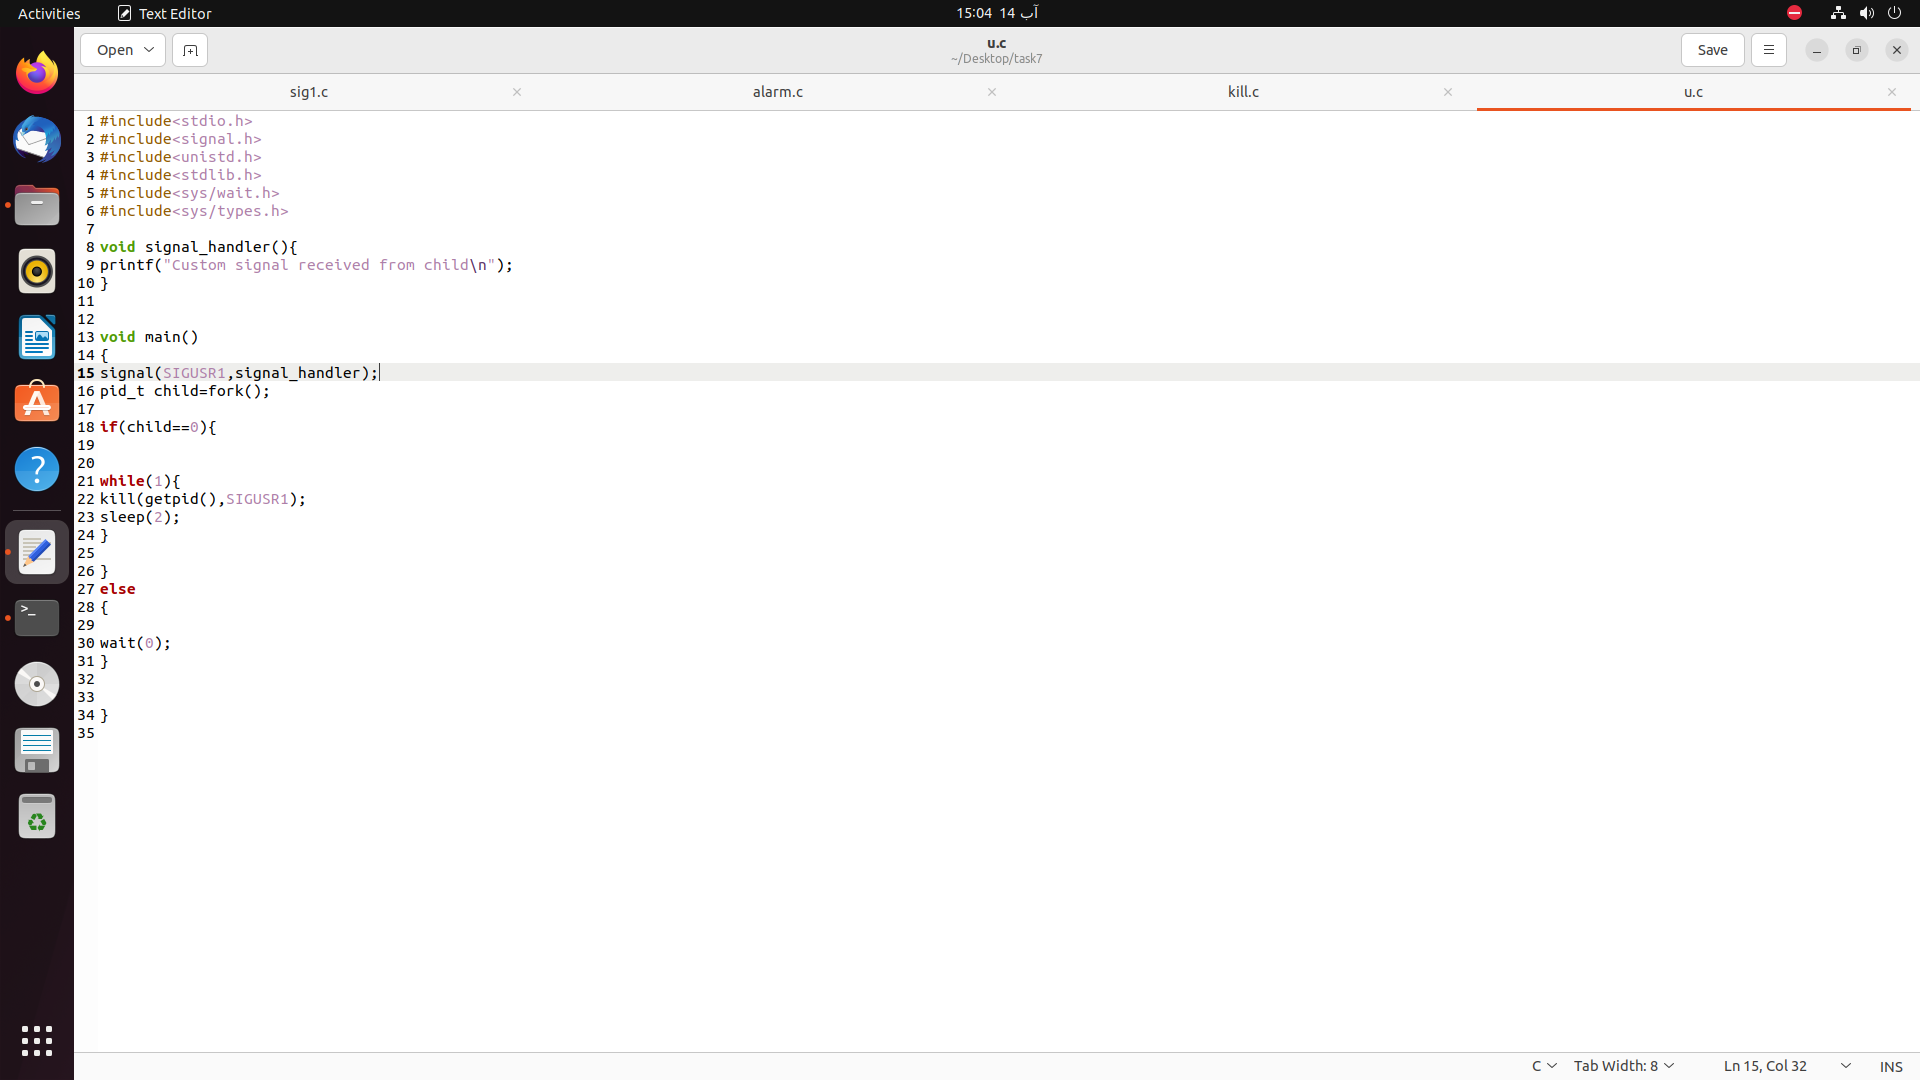 Activities
Text Editor
15:04 14 آب
Open
u.c
~/Desktop/task7
Save
sig1.c
alarm.c
kill.c
u.c
1 #include<stdio.h>
2 #include<signal.h>
3 #include<unistd.h>
4 #include<stdlib.h>
5 #include<sys/wait.h>
6 #include<sys/types.h>
7
8 void signal_handler(){
9 printf("Custom signal received from child\n");
10 }
11
12
13 void main()
14 {
15 signal(SIGUSR1,signal_handler);
16 pid_t child=fork();
17
18 if(child==0){
19
20
21 while(1){
22 kill(getpid(),SIGUSR1);
23 sleep(2);
24 }
25
26 }
27 else
28 {
29
30 wait(0);
31 }
32
33
34 }
35
C
Tab Width: 8
Ln 15, Col 32
INS